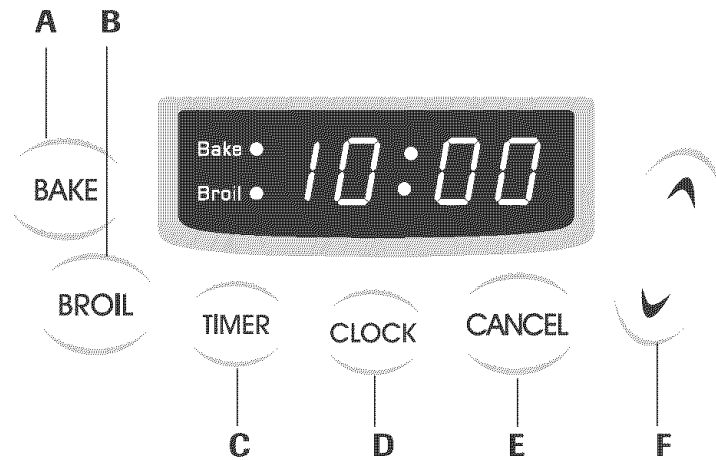 A B
Bake 10:00
Broil
BAKE
BROIL
TIMER CLOCK CANCEL
C D E F